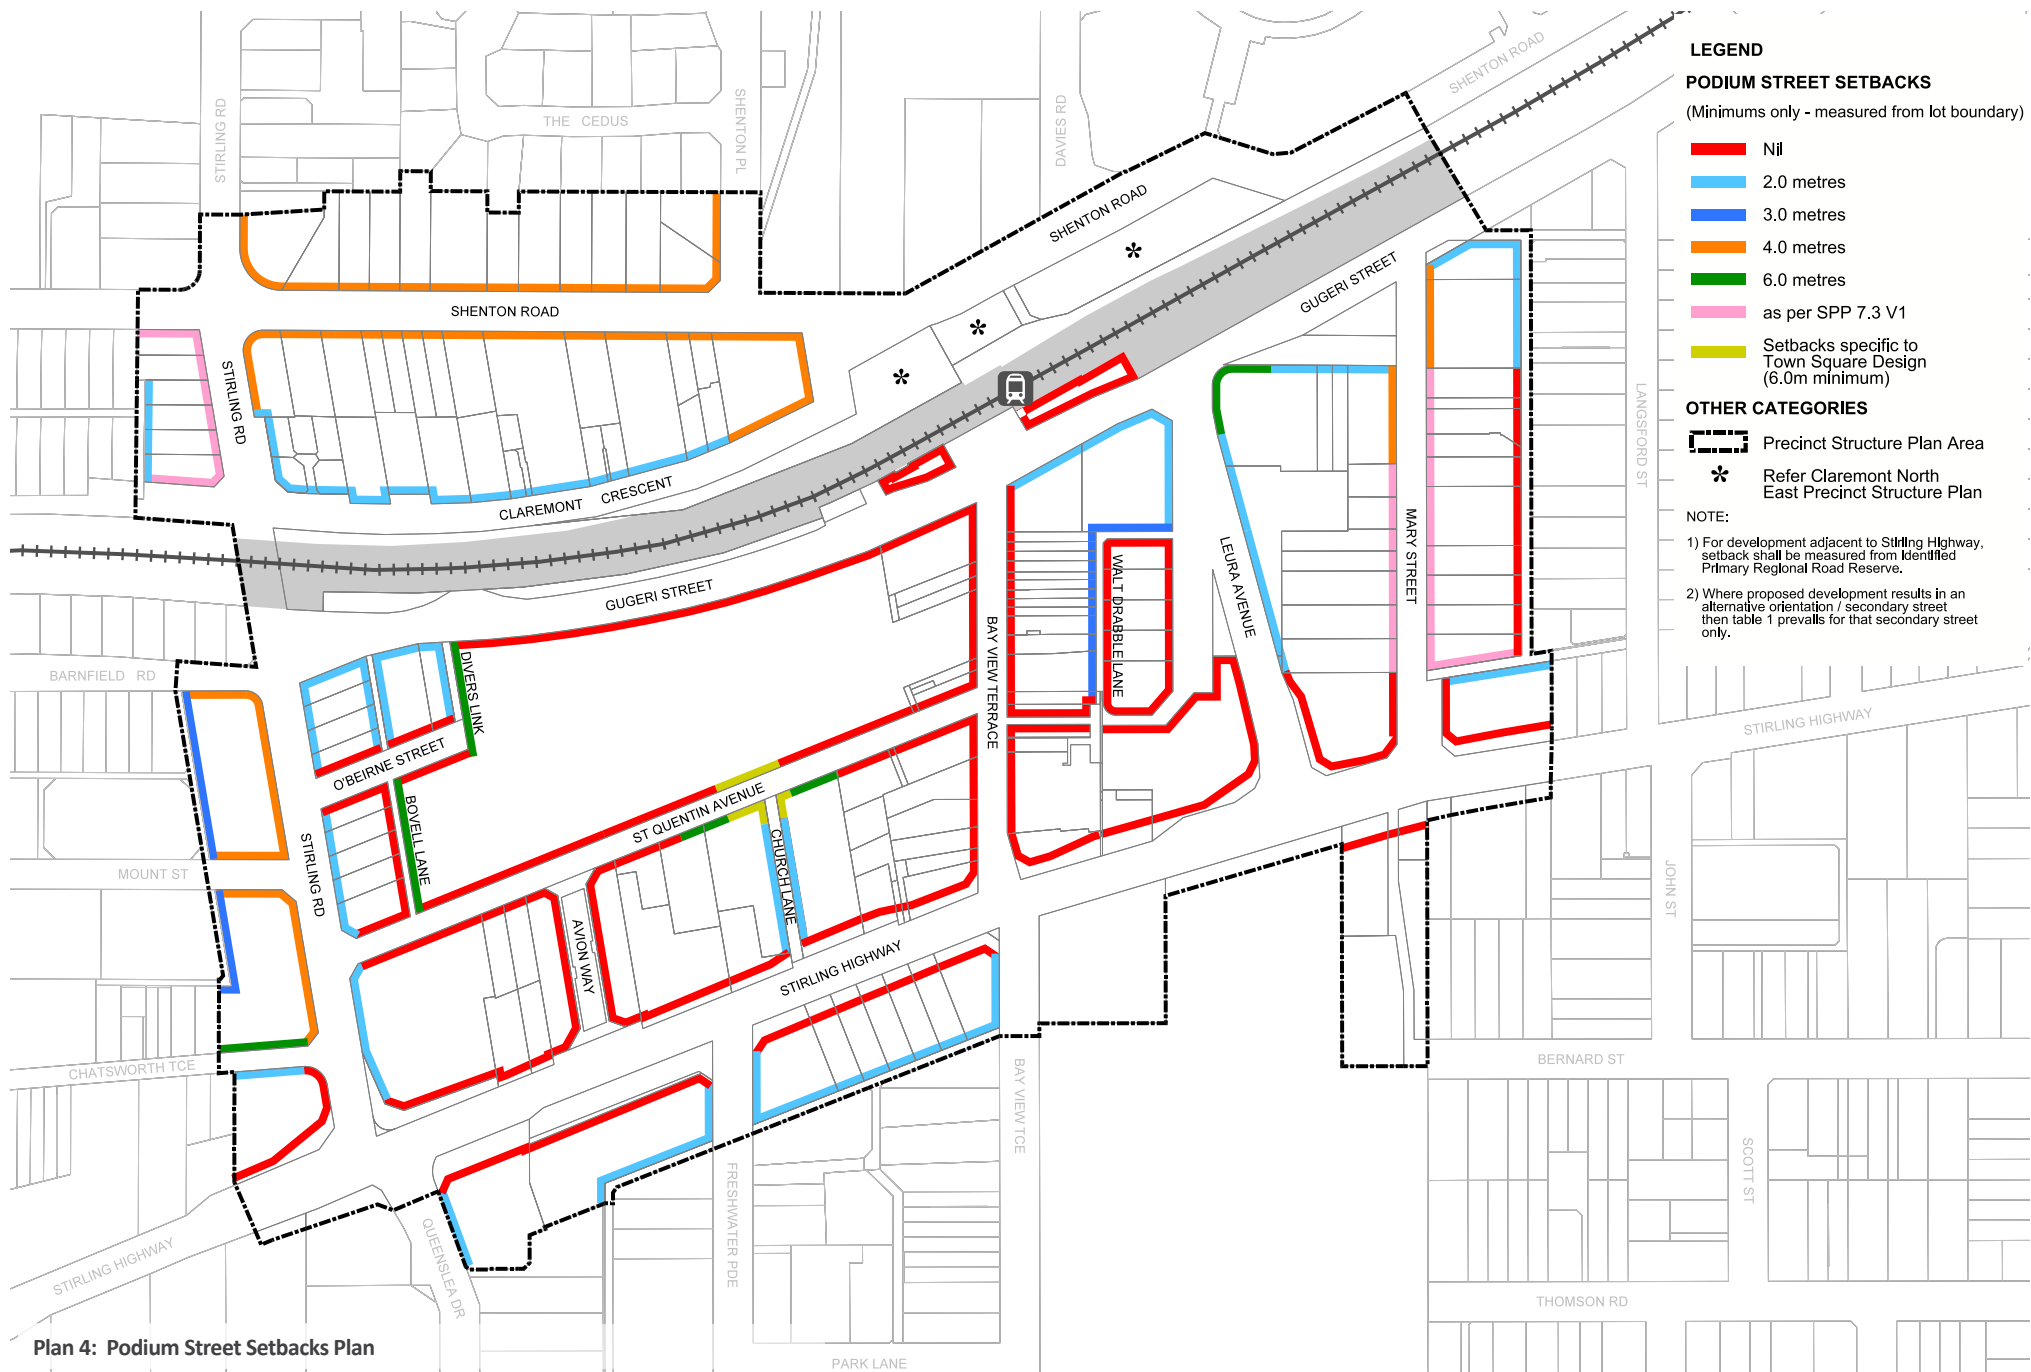 LEGEND
PODIUM STREET SETBACKS
(Minimums only - measured from lot boundary)
Nil
2.0 metres
3.0 metres
4.0 metres
6.0 metres
as per SPP 7.3 V1
Setbacks specific to
Town Square Design
(6.0m minimum)
OTHER CATEGORIES
Precinct Structure Plan Area
* Refer Claremont North
East Precinct Structure Plan
NOTE:
1) For development adjacent to Stirling Highway,
setback shall be measured from identified
Primary Regional Road Reserve.
2) Where proposed development results in an
alternative orientation / secondary street
then table 1 prevails for that secondary street
only.
SHENTON ROAD
STIRLING RD
THE CEDUS
SHENTON PL
DAVIES RD
SHENTON ROAD
*
SHENTON ROAD
*
*
GUGERI STREET
STIRLING RD
LANGSFORD ST
CLAREMONT CRESCENT
MARY STREET
WALT DRABBLE LANE
LEURA AVENUE
GUGERI STREET
BAY VIEW TERRACE
BARNFIELD RD
DIVERS LINK
STIRLING HIGHWAY
O'BEIRNE STREET
ST QUENTIN AVENUE
BOVELL LANE
CHURCH LANE
STIRLING RD
MOUNT ST
JOHN ST
AVION WAY
STIRLING HIGHWAY
CHATSWORTH TCE
BAY VIEW TCE
BERNARD ST
SCOTT ST
FRESHWATER PDE
QUEENSLEA DR
STIRLING HIGHWAY
THOMSON RD
Plan 4: Podium Street Setbacks Plan
PARK LANE